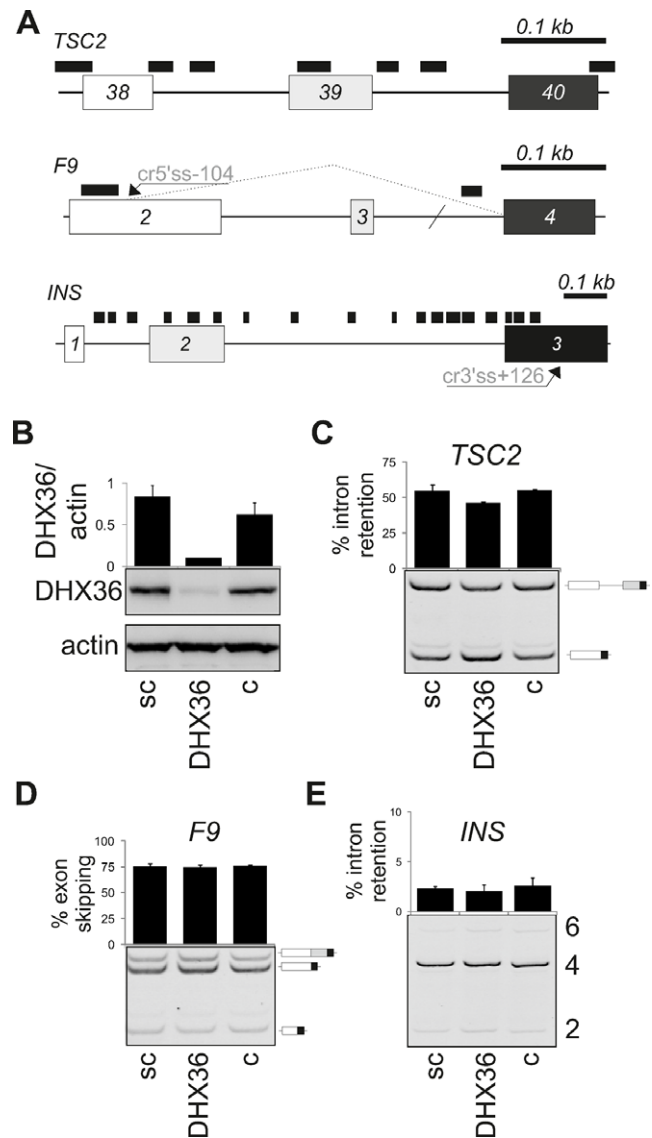 A
TSC2
0.1 kb
38
39
40
F9
0.1 kb
cr5'ss-104
2
3
4
INS
0.1 kb
1
2
3
cr3'ss+126
B
DHX36/
actin
1
0.5
0
DHX36
actin
sc
DHX36
c
C
TSC2
% intron
retention
75
50
25
0
sc
DHX36
c
D
F9
% exon
skipping
100
75
50
25
0
sc
DHX36
c
E
INS
% intron
retention
10
5
0
6
4
2
sc
DHX36
c